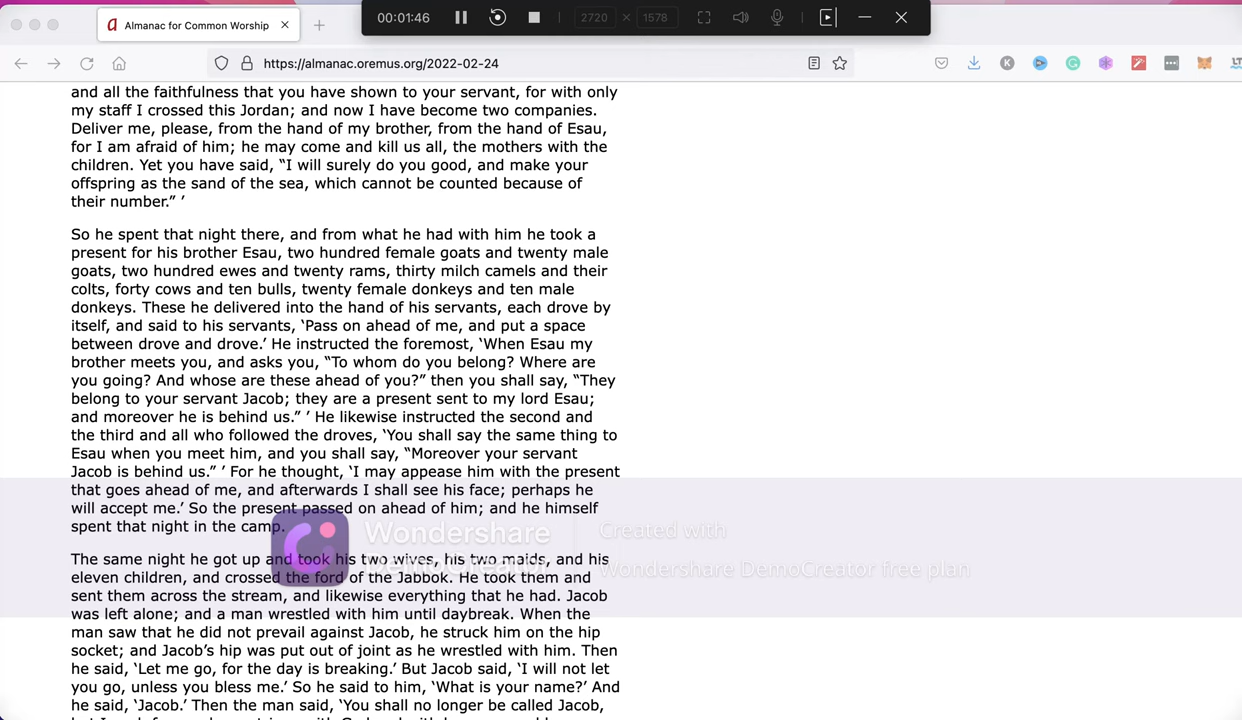 00:01:46
2720 × 1578
a Almanac for Common Worship
https://almanac.oremus.org/2022-02-24
K
LT
and all the faithfulness that you have shown to your servant, for with only
my staff I crossed this Jordan; and now I have become two companies.
Deliver me, please, from the hand of my brother, from the hand of Esau,
for I am afraid of him; he may come and kill us all, the mothers with the
children. Yet you have said, “I will surely do you good, and make your
offspring as the sand of the sea, which cannot be counted because of
their number.” ’
So he spent that night there, and from what he had with him he took a
present for his brother Esau, two hundred female goats and twenty male
goats, two hundred ewes and twenty rams, thirty milch camels and their
colts, forty cows and ten bulls, twenty female donkeys and ten male
donkeys. These he delivered into the hand of his servants, each drove by
itself, and said to his servants, ‘Pass on ahead of me, and put a space
between drove and drove.’ He instructed the foremost, ‘When Esau my
brother meets you, and asks you, “To whom do you belong? Where are
you going? And whose are these ahead of you?” then you shall say, “They
belong to your servant Jacob; they are a present sent to my lord Esau;
and moreover he is behind us.” ’ He likewise instructed the second and
the third and all who followed the droves, ‘You shall say the same thing to
Esau when you meet him, and you shall say, “Moreover your servant
Jacob is behind us.” ’ For he thought, ‘I may appease him with the present
that goes ahead of me, and afterwards I shall see his face; perhaps he
will accept me.’ So the present passed on ahead of him; and he himself
spent that night in the camp.
Wondershare
DemoCreator
Created with
Wondershare DemoCreator free plan
The same night he got up and took his two wives, his two maids, and his
eleven children, and crossed the ford of the Jabbok. He took them and
sent them across the stream, and likewise everything that he had. Jacob
was left alone; and a man wrestled with him until daybreak. When the
man saw that he did not prevail against Jacob, he struck him on the hip
socket; and Jacob’s hip was put out of joint as he wrestled with him. Then
he said, ‘Let me go, for the day is breaking.’ But Jacob said, ‘I will not let
you go, unless you bless me.’ So he said to him, ‘What is your name?’ And
he said, ‘Jacob.’ Then the man said, ‘You shall no longer be called Jacob,